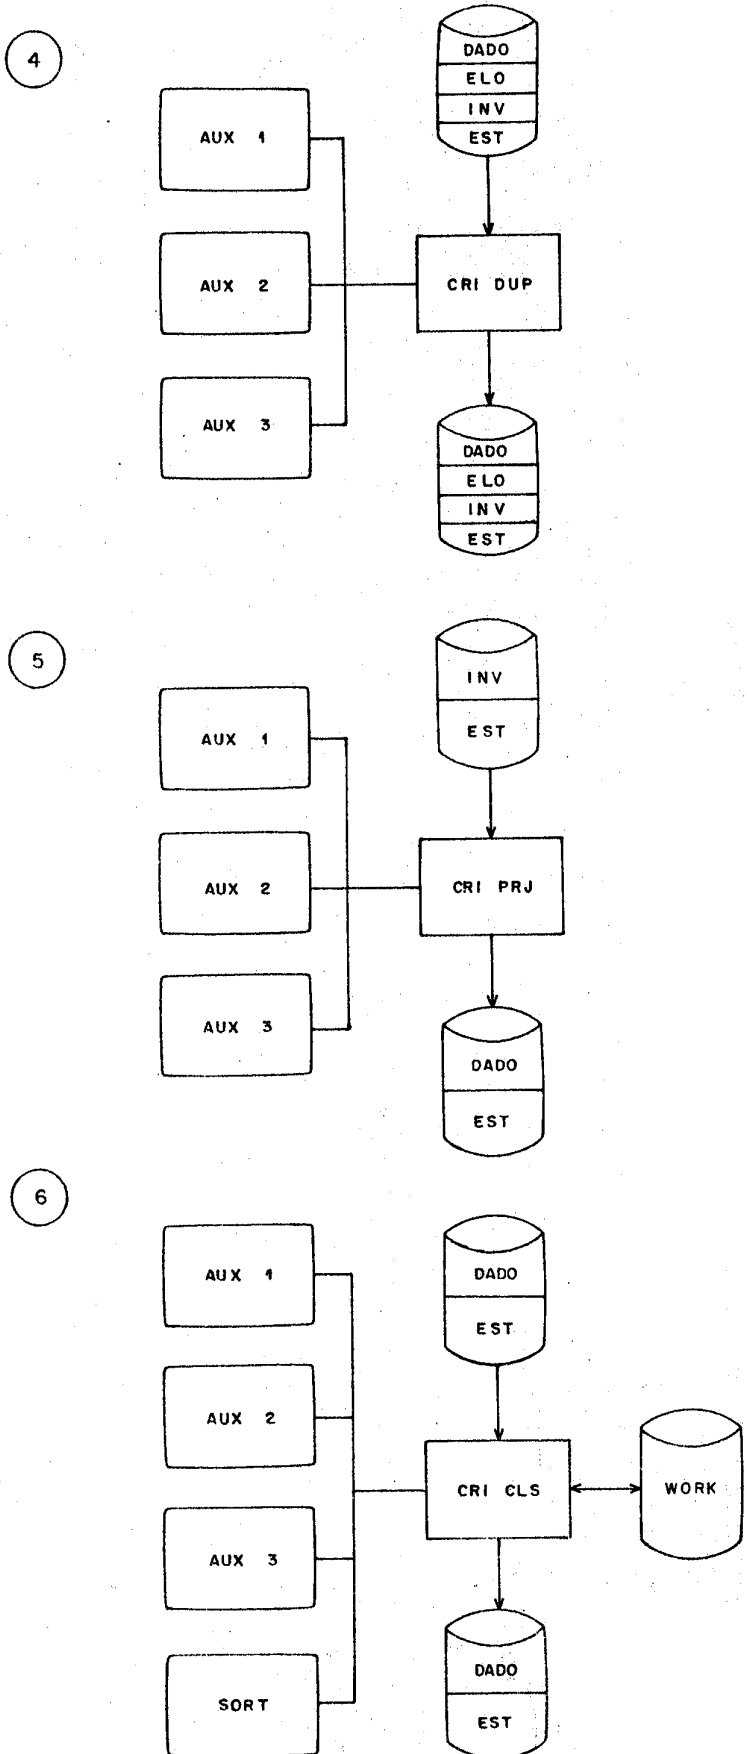 4
DADO
ELO
INV
EST
AUX 1
AUX 2
CRI DUP
AUX 3
DADO
ELO
INV
EST
5
INV
EST
AUX 1
AUX 2
CRI PRJ
AUX 3
DADO
EST
6
DADO
EST
AUX 1
AUX 2
CRI CLS
WORK
AUX 3
SORT
DADO
EST